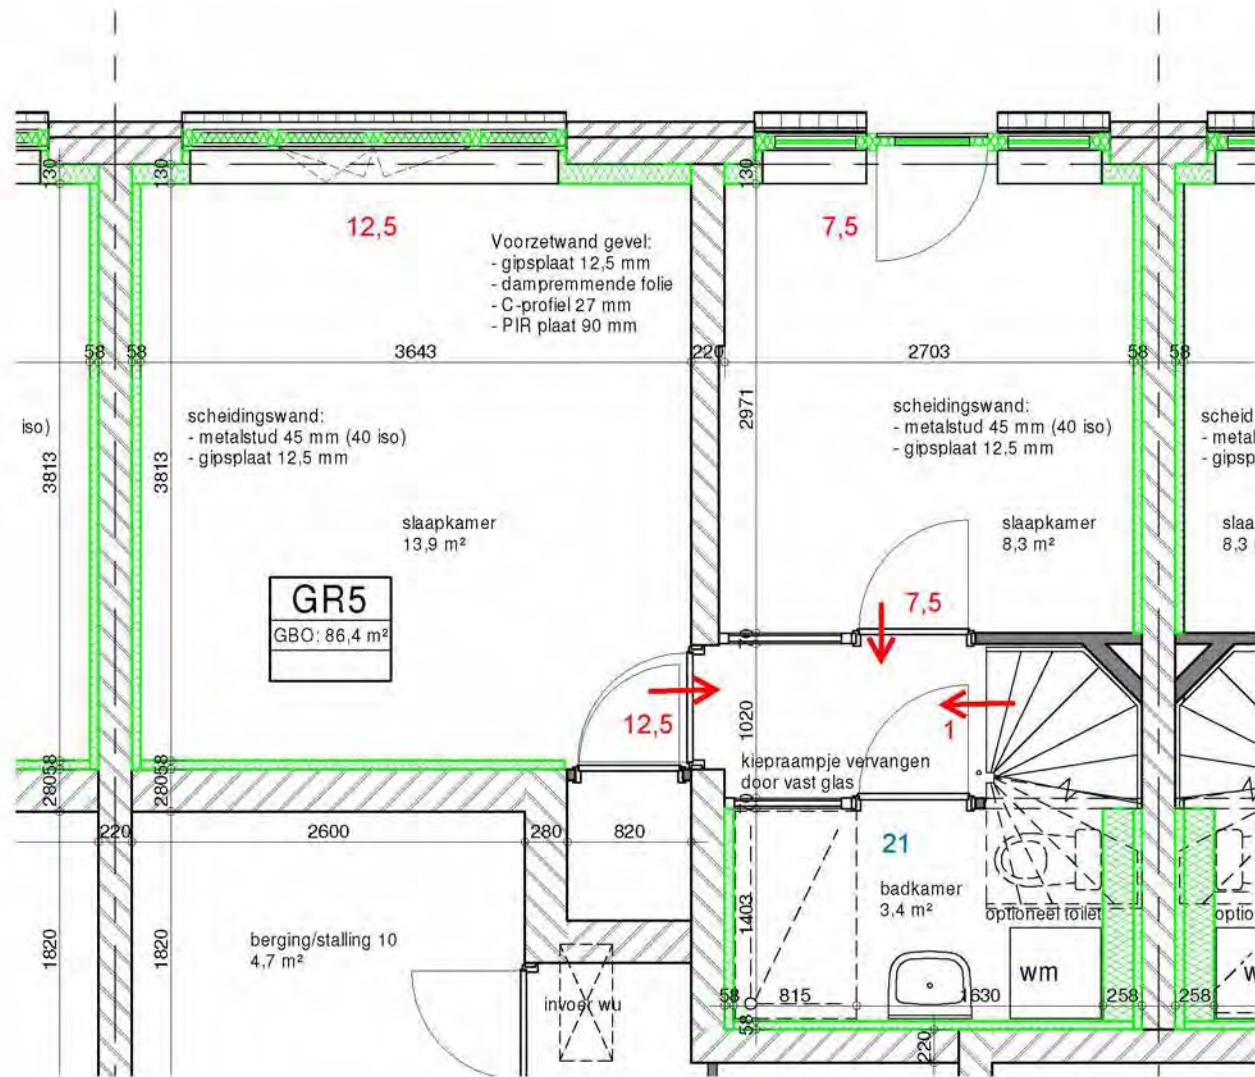 130
130
130
12,5
7,5
Voorzetwand gevel:
- gipsplaat 12,5 mm
- dampremmende folie
- C-profiel 27 mm
- PIR plaat 90 mm
58
58
3643
220
2703
58
58
2971
iso)
scheidingswand:
- metalstud 45 mm (40 iso)
- gipsplaat 12,5 mm
scheidingswand:
- metalstud 45 mm (40 iso)
- gipsplaat 12,5 mm
scheid
- metal
- gipsp
3813
3813
slaapkamer
13,9 m²
slaapkamer
8,3 m²
slaa
8,3
GR5
GBO: 86,4 m²
7,5
70
12,5
1
1020
kiepraampje vervangen
door vast glas
58
280
58
280
70
220
2600
280
820
21
badkamer
3,4 m²
optioneel toilet
optio
1403
berging/stalling 10
4,7 m²
1820
1820
invoer wu
wm
w
58
815
1630
258
258
58
220